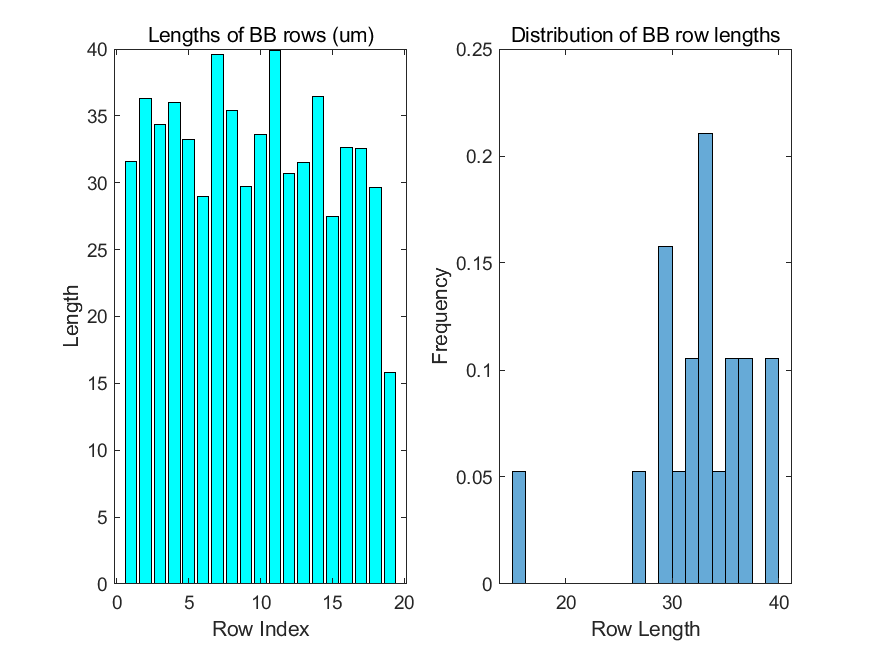 Lengths of BB rows (um)
40
35
30
25
20
15
10
5
0
Length
0 5 10 15 20
Row Index
Distribution of BB row lengths
0.25
0.2
0.15
0.1
0.05
0
Frequency
20 30 40
Row Length